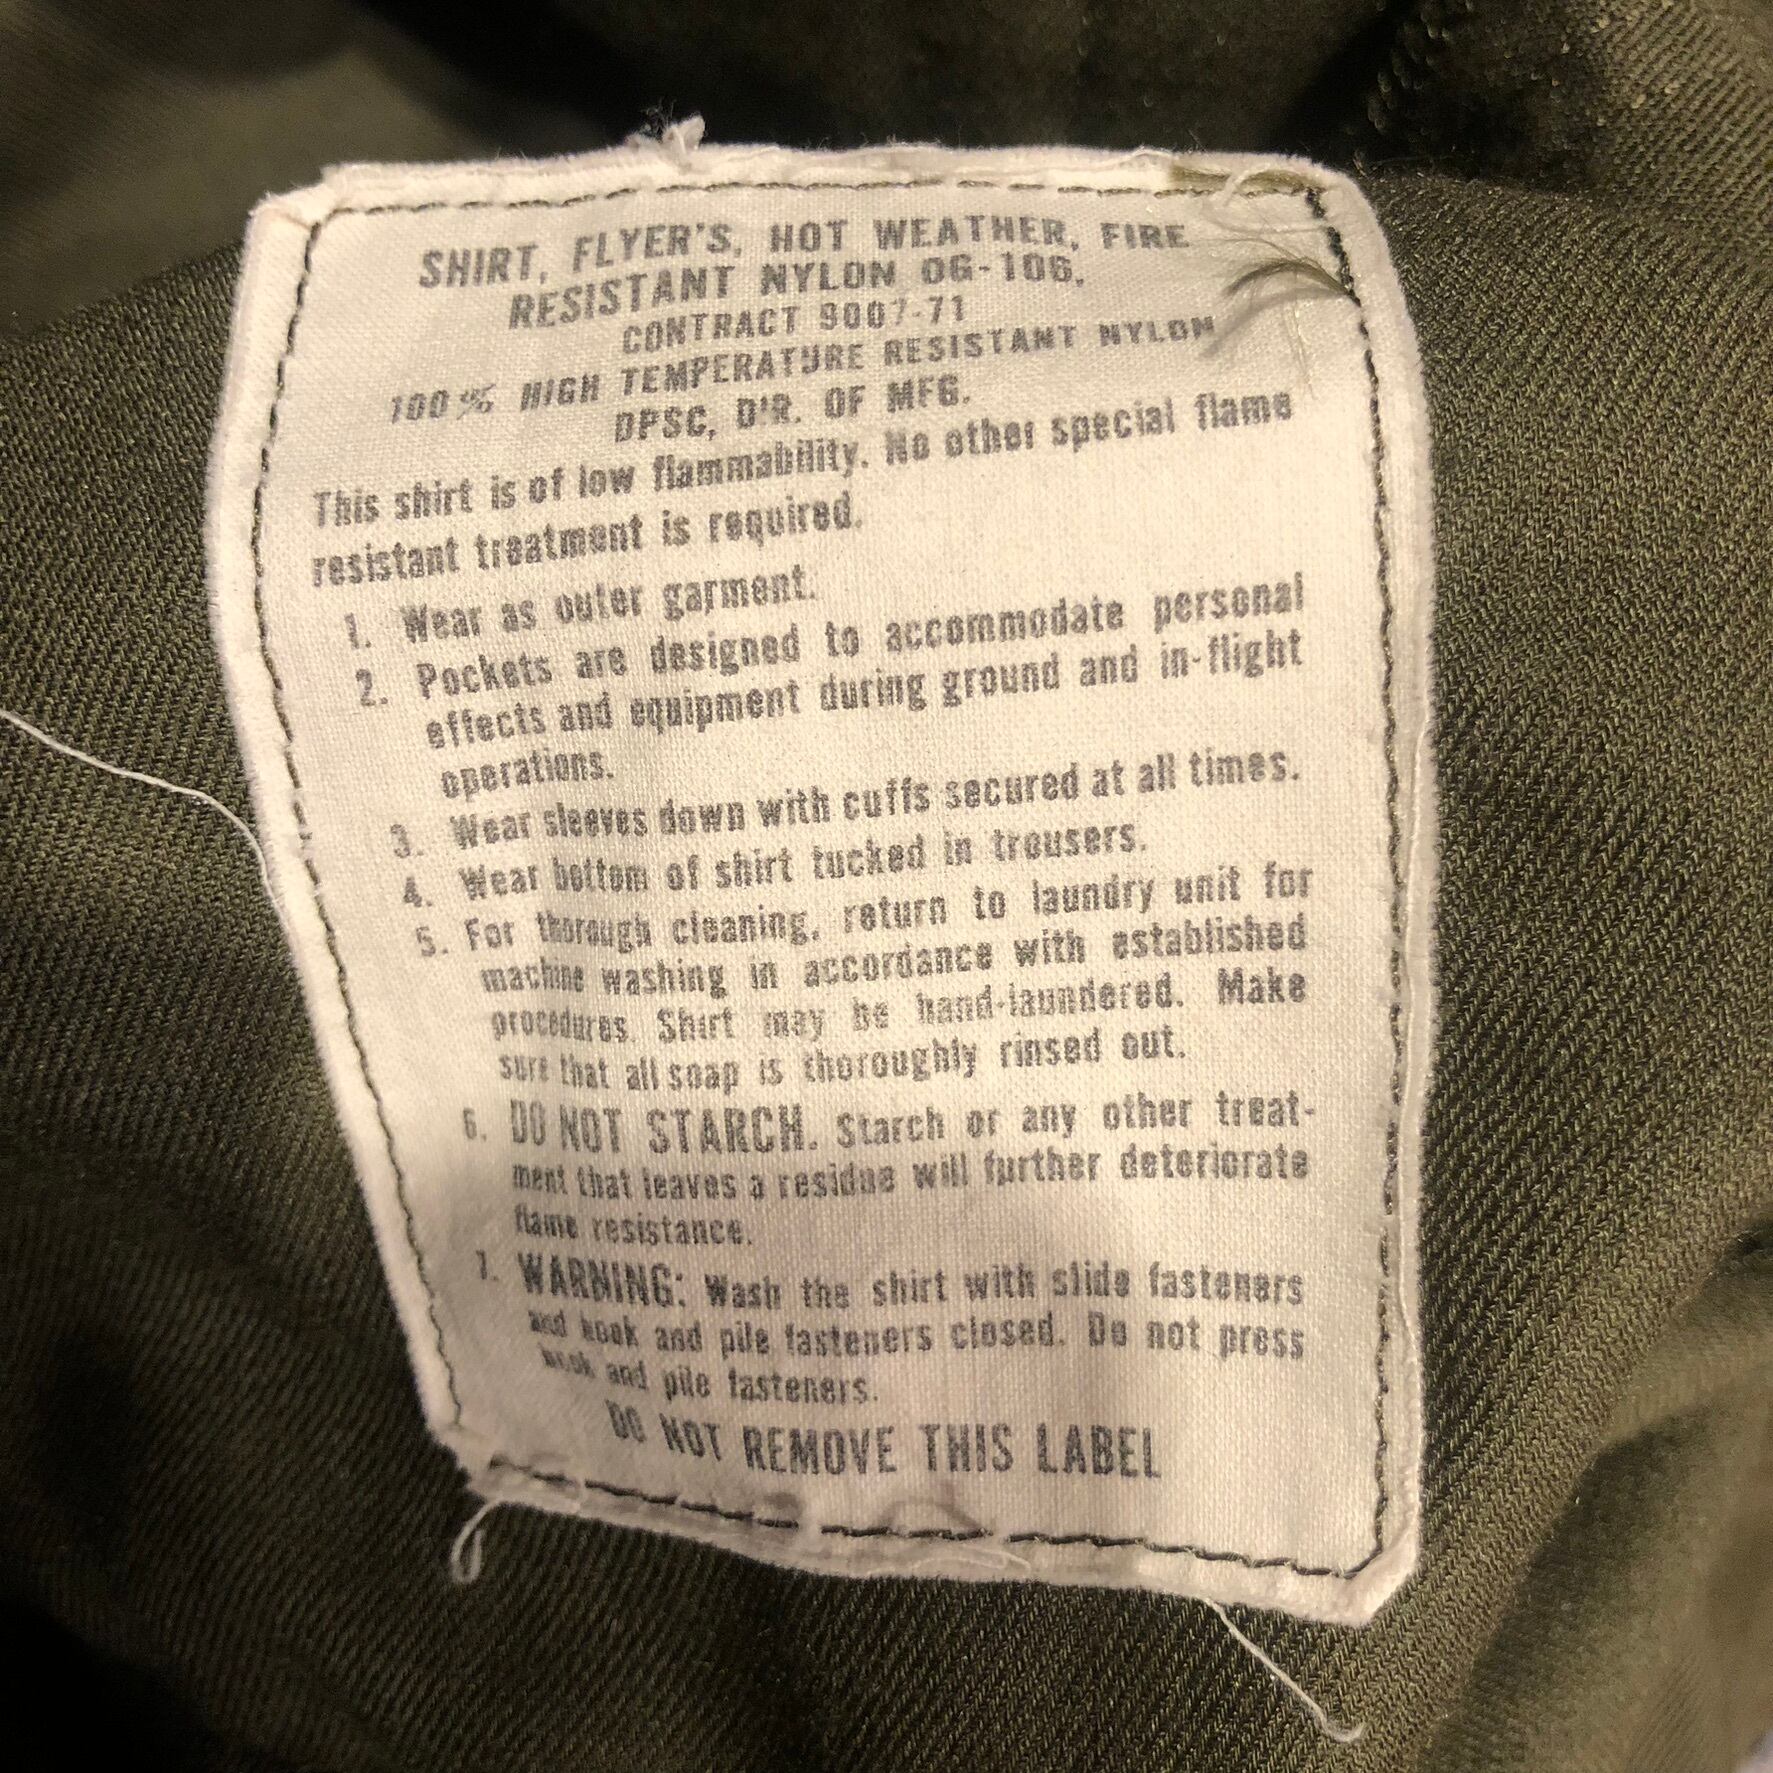 SHIRT, FLYER'S, HOT WEATHER, FIRE
RESISTANT NYLON OG-106,
CONTRACT 9007-71
100% HIGH TEMPERATURE RESISTANT NYLON
DPSC, DIR. OF MFG.
This shirt is of low flammability. No other special flame
resistant treatment is required.
1. Wear as outer garment.
2. Pockets are designed to accommodate personal
effects and equipment during ground and in-flight
operations.
3. Wear sleeves down with cuffs secured at all times.
4. Wear bottom of shirt tucked in trousers.
5. For thorough cleaning, return to laundry unit for
machine washing in accordance with established
procedures. Shirt may be hand-laundered. Make
sure that all soap is thoroughly rinsed out.
6. DO NOT STARCH. Starch or any other treat-
ment that leaves a residue will further deteriorate
flame resistance.
7. WARNING: Wash the shirt with slide fasteners
and hook and pile fasteners closed. Do not press
hook and pile fasteners.
DO NOT REMOVE THIS LABEL